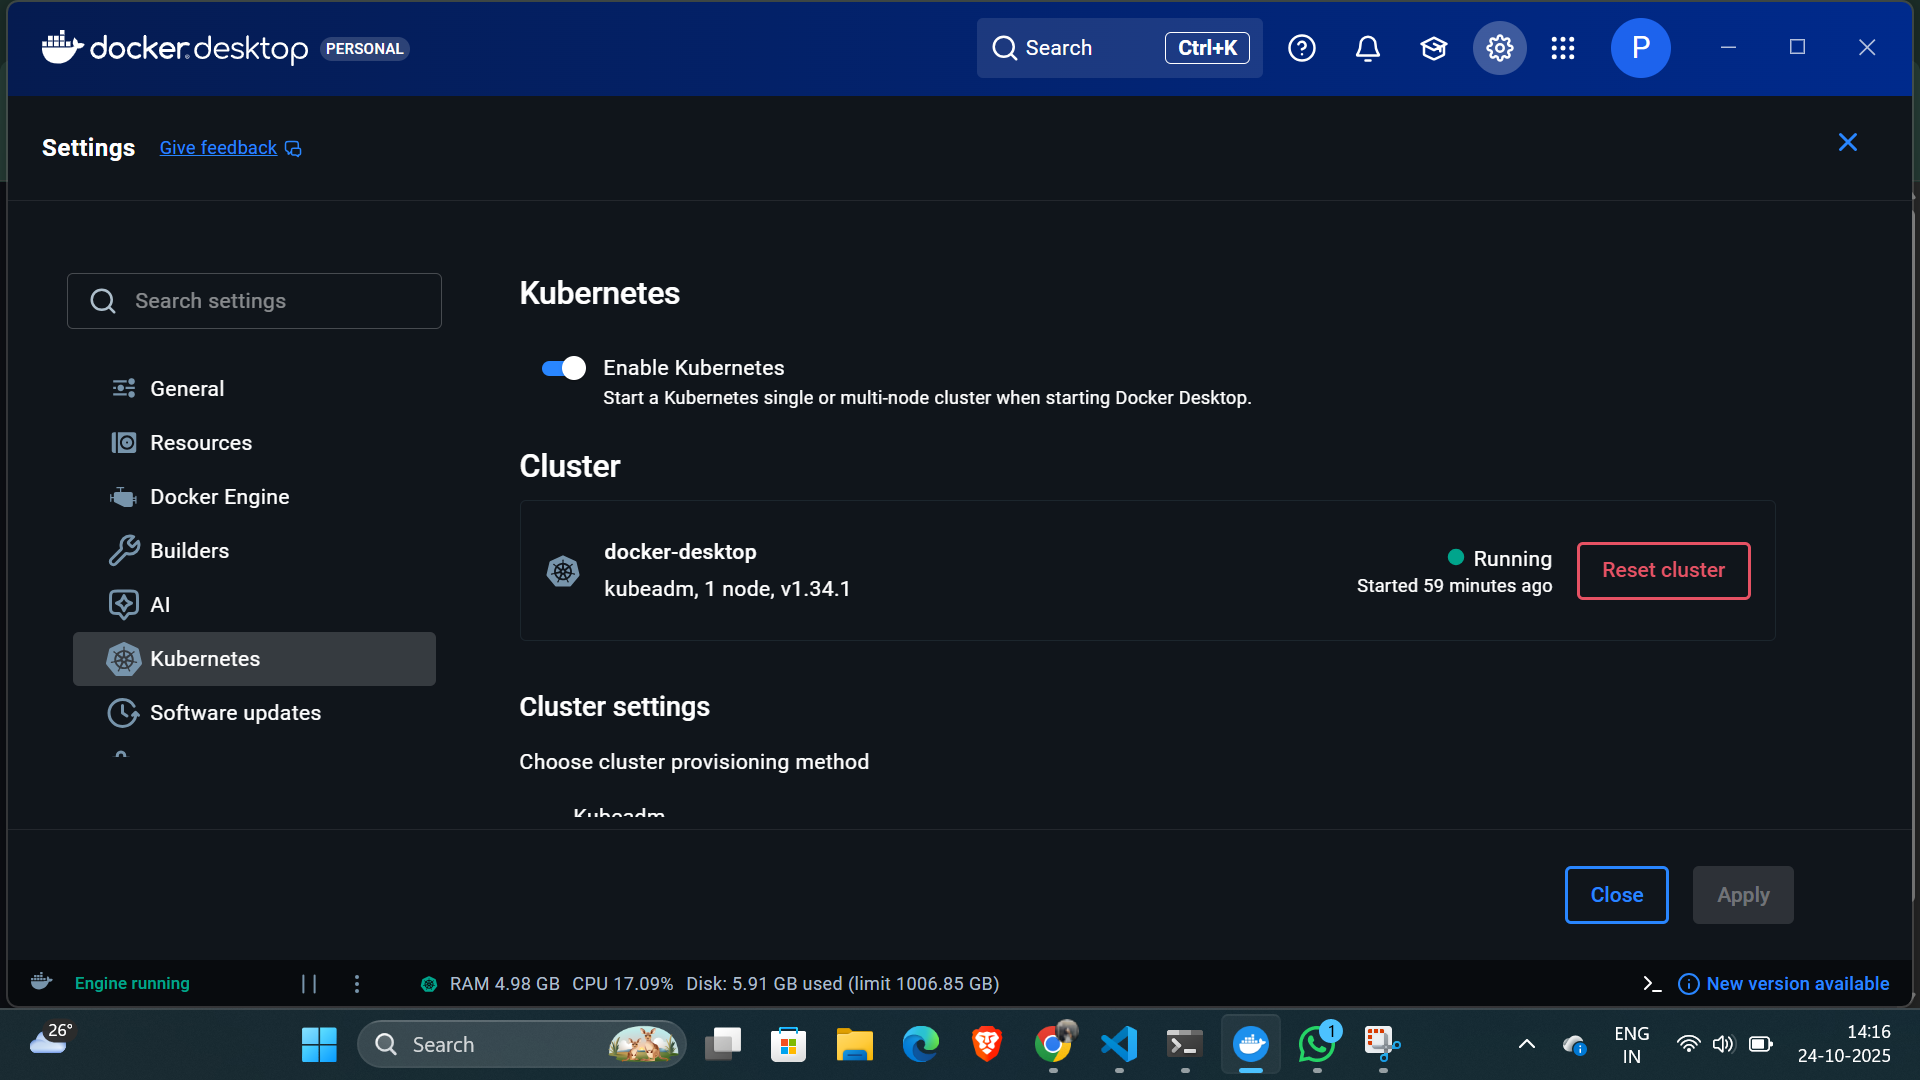 docker.desktop PERSONAL
Search Ctrl+K
P
Settings Give feedback
Search settings
General
Resources
Docker Engine
Builders
AI
Kubernetes
Software updates
Kubernetes
Enable Kubernetes
Start a Kubernetes single or multi-node cluster when starting Docker Desktop.
Cluster
docker-desktop
kubeadm, 1 node, v1.34.1
Running
Started 59 minutes ago
Reset cluster
Cluster settings
Choose cluster provisioning method
Kubeadm
Close Apply
Engine running
RAM 4.98 GB CPU 17.09% Disk: 5.91 GB used (limit 1006.85 GB)
New version available
26°
Search
1
ENG
IN
14:16
24-10-2025